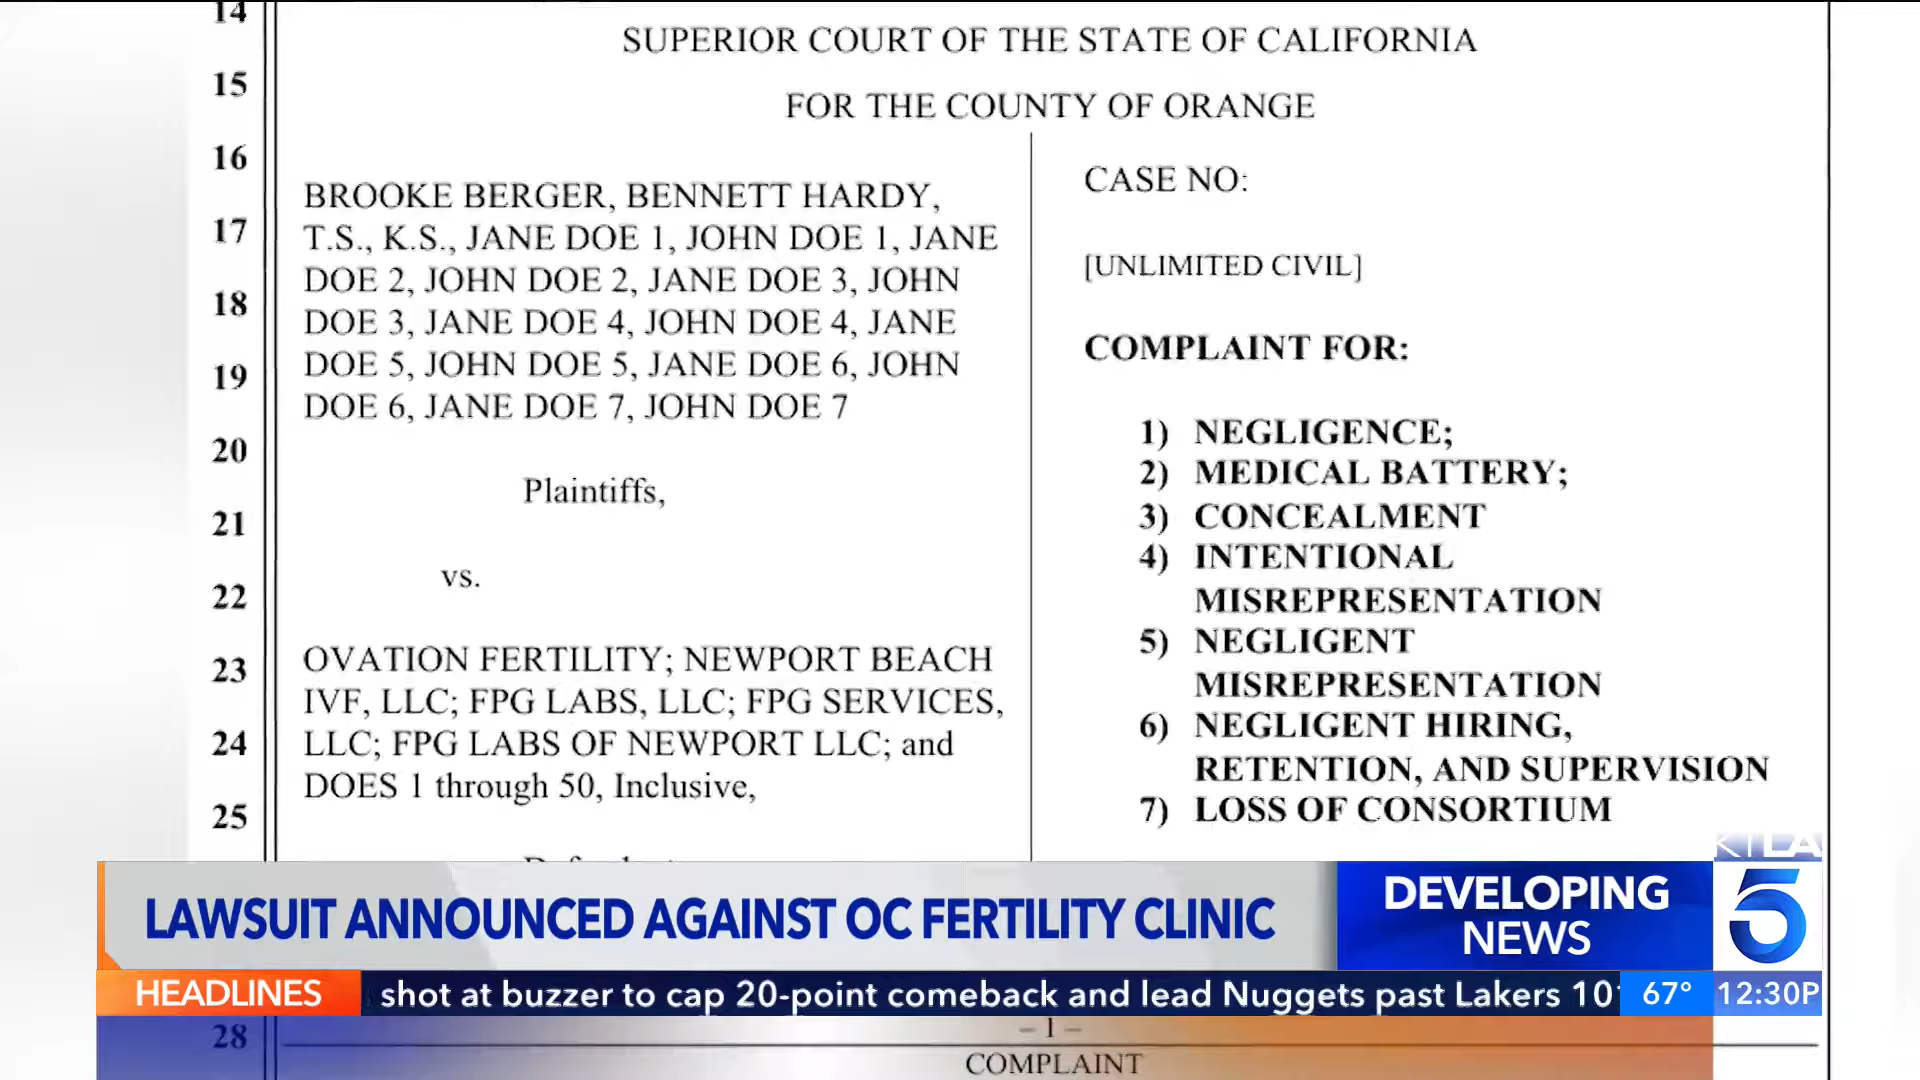 14
SUPERIOR COURT OF THE STATE OF CALIFORNIA
15
FOR THE COUNTY OF ORANGE
16
BROOKE BERGER, BENNETT HARDY,
17
T.S., K.S., JANE DOE 1, JOHN DOE 1, JANE
DOE 2, JOHN DOE 2, JANE DOE 3, JOHN
18
DOE 3, JANE DOE 4, JOHN DOE 4, JANE
19
DOE 5, JOHN DOE 5, JANE DOE 6, JOHN
DOE 6, JANE DOE 7, JOHN DOE 7
20
Plaintiffs,
21
vs.
22
OVATION FERTILITY; NEWPORT BEACH
23
IVF, LLC; FPG LABS, LLC; FPG SERVICES,
24
LLC; FPG LABS OF NEWPORT LLC; and
DOES 1 through 50, Inclusive,
25
CASE NO:
[UNLIMITED CIVIL]
COMPLAINT FOR:
1) NEGLIGENCE;
2) MEDICAL BATTERY;
3) CONCEALMENT
4) INTENTIONAL
MISREPRESENTATION
5) NEGLIGENT
MISREPRESENTATION
6) NEGLIGENT HIRING,
RETENTION, AND SUPERVISION
7) LOSS OF CONSORTIUM
LAWSUIT ANNOUNCED AGAINST OC FERTILITY CLINIC
DEVELOPING
NEWS
KTLA
5
HEADLINES
shot at buzzer to cap 20-point comeback and lead Nuggets past Lakers 10
67°
12:30P
28
– 1 –
COMPLAINT